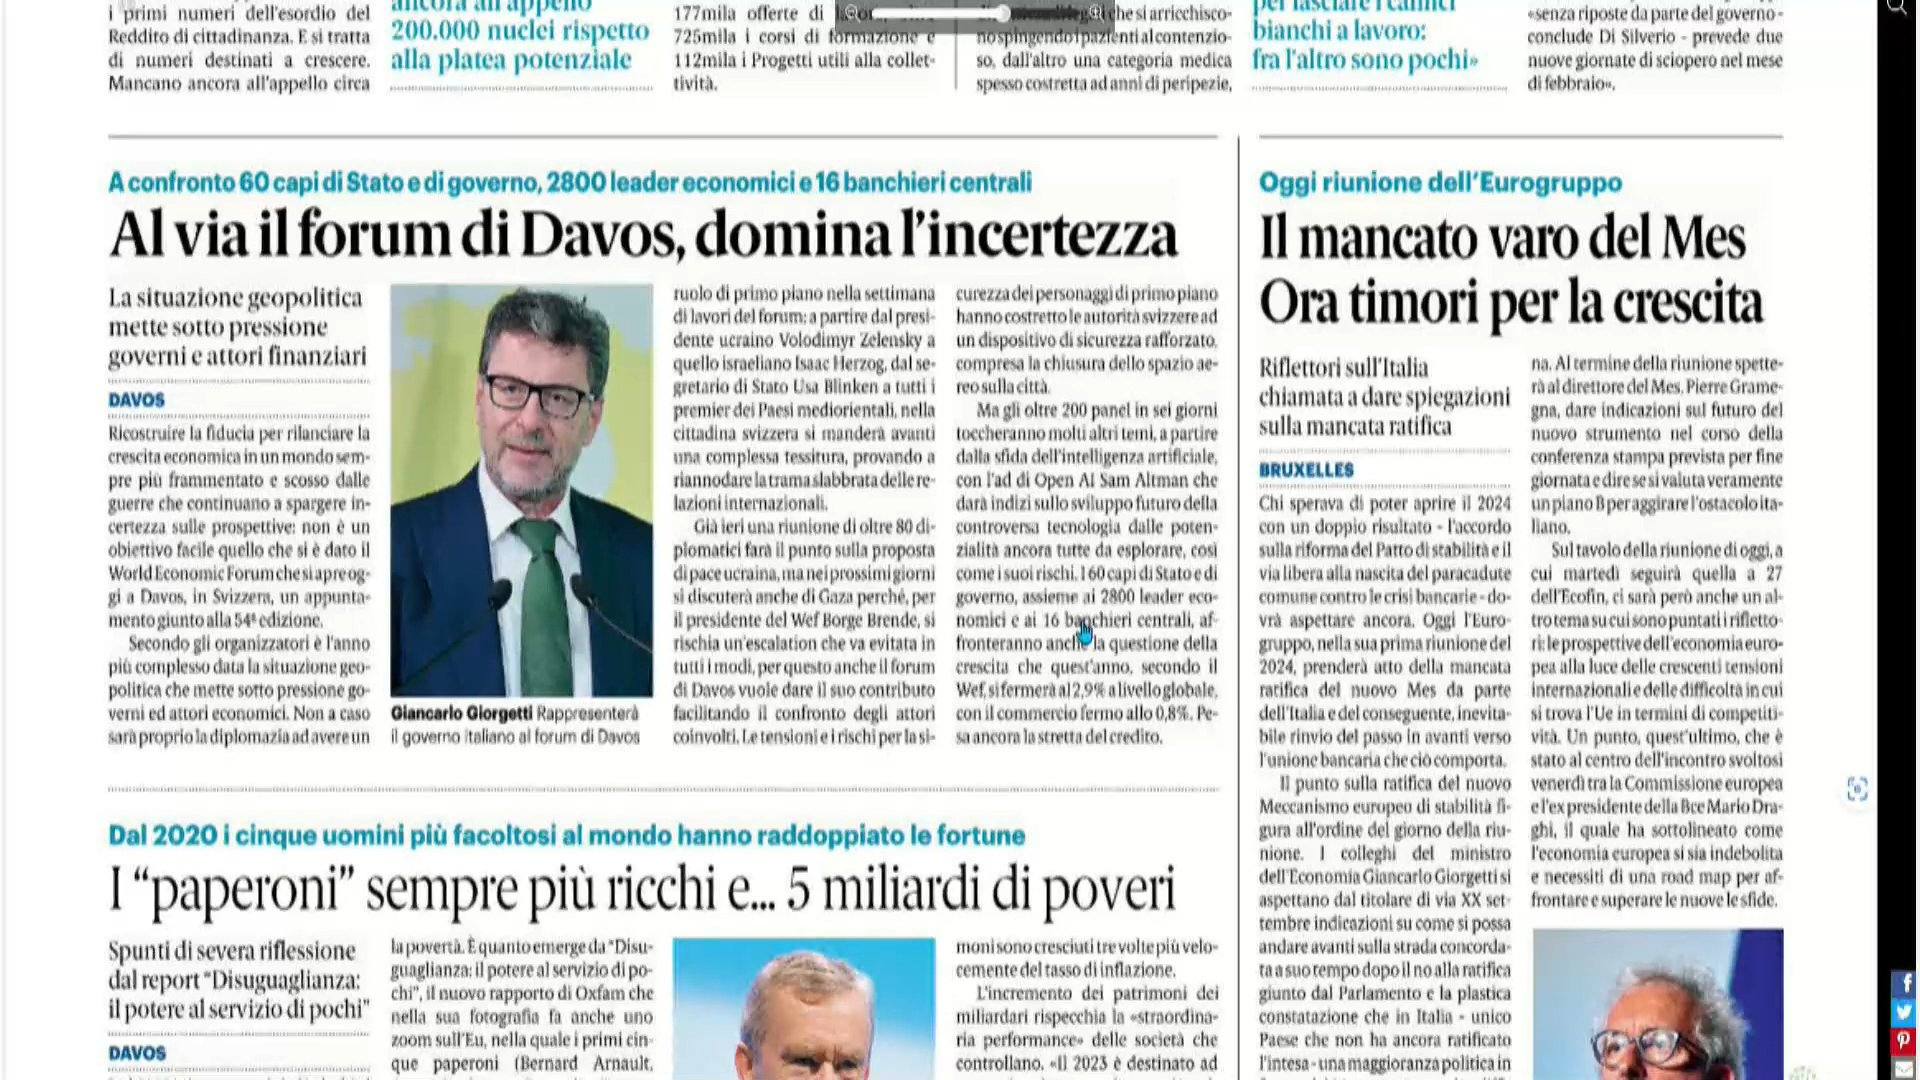 i primi numeri dell'esordio del
Reddito di cittadinanza. E si tratta
di numeri destinati a crescere.
Mancano ancora all'appello circa
ancora all'appello
200.000 nuclei rispetto
alla platea potenziale
177mila offerte di
725mila i corsi di formazione e
112mila i Progetti utili alla collet-
tività.
che si arricchisco-
no spingendo i pazienti al contenzio-
so, dall'altro una categoria medica
spesso costretta ad anni di peripezie,
per lasciare i camici
bianchi a lavoro:
fra l'altro sono pochi»
«senza riposte da parte del governo -
conclude Di Silverio - prevede due
nuove giornate di sciopero nel mese
di febbraio».
A confronto 60 capi di Stato e di governo, 2800 leader economici e 16 banchieri centrali
Al via il forum di Davos, domina l'incertezza
La situazione geopolitica
mette sotto pressione
governi e attori finanziari
DAVOS
Ricostruire la fiducia per rilanciare la
crescita economica in un mondo sem-
pre più frammentato e scosso dalle
guerre che continuano a spargere in-
certezza sulle prospettive: non è un
obiettivo facile quello che si è dato il
World Economic Forum che si apre og-
gi a Davos, in Svizzera, un appunta-
mento giunto alla 54ª edizione.
Secondo gli organizzatori è l'anno
più complesso data la situazione geo-
politica che mette sotto pressione go-
verni ed attori economici. Non a caso
sarà proprio la diplomazia ad avere un
Giancarlo Giorgetti Rappresenterà
il governo italiano al forum di Davos
ruolo di primo piano nella settimana
di lavori del forum: a partire dal presi-
dente ucraino Volodimyr Zelensky a
quello israeliano Isaac Herzog, dal se-
gretario di Stato Usa Blinken a tutti i
premier dei Paesi mediorientali, nella
cittadina svizzera si manderà avanti
una complessa tessitura, provando a
riannodare la trama slabbrata delle re-
lazioni internazionali.
Già ieri una riunione di oltre 80 di-
plomatici farà il punto sulla proposta
di pace ucraina, ma nei prossimi giorni
si discuterà anche di Gaza perché, per
il presidente del Wef Borge Brende, si
rischia un'escalation che va evitata in
tutti i modi, per questo anche il forum
di Davos vuole dare il suo contributo
facilitando il confronto degli attori
coinvolti. Le tensioni e i rischi per la si-
curezza dei personaggi di primo piano
hanno costretto le autorità svizzere ad
un dispositivo di sicurezza rafforzato,
compresa la chiusura dello spazio ae-
reo sulla città.
Ma gli oltre 200 panel in sei giorni
toccheranno molti altri temi, a partire
dalla sfida dell'intelligenza artificiale,
con l'ad di Open AI Sam Altman che
darà indizi sullo sviluppo futuro della
controversa tecnologia dalle poten-
zialità ancora tutte da esplorare, così
come i suoi rischi. I 60 capi di Stato e di
governo, assieme ai 2800 leader eco-
nomici e ai 16 banchieri centrali, af-
fronteranno anche la questione della
crescita che quest'anno, secondo il
Wef, si fermerà al 2,9% a livello globale,
con il commercio fermo allo 0,8%. Pe-
sa ancora la stretta del credito.
Oggi riunione dell'Eurogruppo
Il mancato varo del Mes
Ora timori per la crescita
Riflettori sull'Italia
chiamata a dare spiegazioni
sulla mancata ratifica
BRUXELLES
Chi sperava di poter aprire il 2024
con un doppio risultato - l'accordo
sulla riforma del Patto di stabilità e il
via libera alla nascita del paracadute
comune contro le crisi bancarie - do-
vrà aspettare ancora. Oggi l'Euro-
gruppo, nella sua prima riunione del
2024, prenderà atto della mancata
ratifica del nuovo Mes da parte
dell'Italia e del conseguente, inevita-
bile rinvio del passo in avanti verso
l'unione bancaria che ciò comporta.
Il punto sulla ratifica del nuovo
Meccanismo europeo di stabilità fi-
gura all'ordine del giorno della riu-
nione. I colleghi del ministro
dell'Economia Giancarlo Giorgetti si
aspettano dal titolare di via XX set-
tembre indicazioni su come si possa
andare avanti sulla strada concorda-
ta a suo tempo dopo il no alla ratifica
giunto dal Parlamento e la plastica
constatazione che in Italia - unico
Paese che non ha ancora ratificato
l'intesa - una maggioranza politica in
na. Al termine della riunione spette-
rà al direttore del Mes, Pierre Grame-
gna, dare indicazioni sul futuro del
nuovo strumento nel corso della
conferenza stampa prevista per fine
giornata e dire se si valuta veramente
un piano B per aggirare l'ostacolo ita-
liano.
Sul tavolo della riunione di oggi, a
cui martedì seguirà quella a 27
dell'Ecofin, ci sarà però anche un al-
tro tema su cui sono puntati i rifletto-
ri: le prospettive dell'economia euro-
pea alla luce delle crescenti tensioni
internazionali e delle difficoltà in cui
si trova l'Ue in termini di competiti-
vità. Un punto, quest'ultimo, che è
stato al centro dell'incontro svoltosi
venerdì tra la Commissione europea
e l'ex presidente della Bce Mario Dra-
ghi, il quale ha sottolineato come
l'economia europea si sia indebolita
e necessiti di una road map per af-
frontare e superare le nuove le sfide.
Dal 2020 i cinque uomini più facoltosi al mondo hanno raddoppiato le fortune
I “paperoni” sempre più ricchi e... 5 miliardi di poveri
Spunti di severa riflessione
dal report “Disuguaglianza:
il potere al servizio di pochi”
DAVOS
la povertà. È quanto emerge da “Disu-
guaglianza: il potere al servizio di po-
chi”, il nuovo rapporto di Oxfam che
nella sua fotografia fa anche uno
zoom sull'Eu, nella quale i primi cin-
que paperoni (Bernard Arnault,
moni sono cresciuti tre volte più velo-
cemente del tasso di inflazione.
L'incremento dei patrimoni dei
miliardari rispecchia la «straordina-
ria performance» delle società che
controllano. «Il 2023 è destinato ad